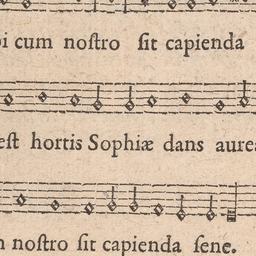 i cum noſtro ſit capienda
eſt hortis Sophiæ dans aure
noſtro ſit capienda ſene.